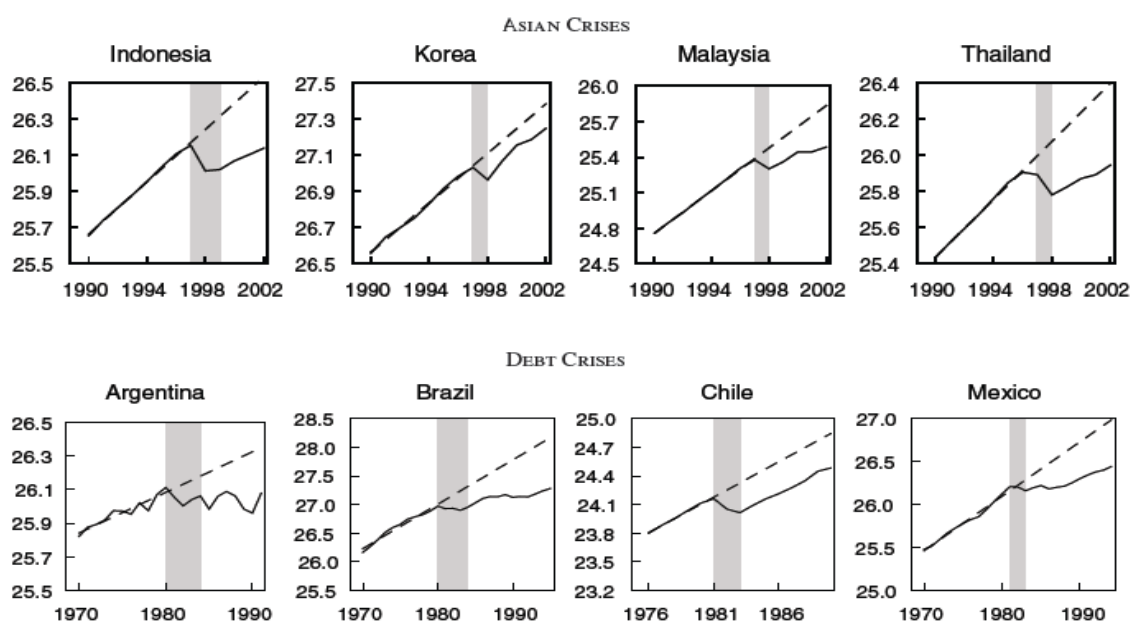 ASIAN CRISES
Indonesia
26.5
26.3
26.1
25.9
25.7
25.5
1990 1994 1998 2002
Korea
27.5
27.3
27.1
26.9
26.7
26.5
1990 1994 1998 2002
Malaysia
26.0
25.7
25.4
25.1
24.8
24.5
1990 1994 1998 2002
Thailand
26.4
26.2
26.0
25.8
25.6
25.4
1990 1994 1998 2002
DEBT CRISES
Argentina
26.5
26.3
26.1
25.9
25.7
25.5
1970 1980 1990
Brazil
28.5
28.0
27.5
27.0
26.5
26.0
25.5
1970 1980 1990
Chile
25.0
24.7
24.4
24.1
23.8
23.5
23.2
1976 1981 1986
Mexico
27.0
26.5
26.0
25.5
25.0
1970 1980 1990